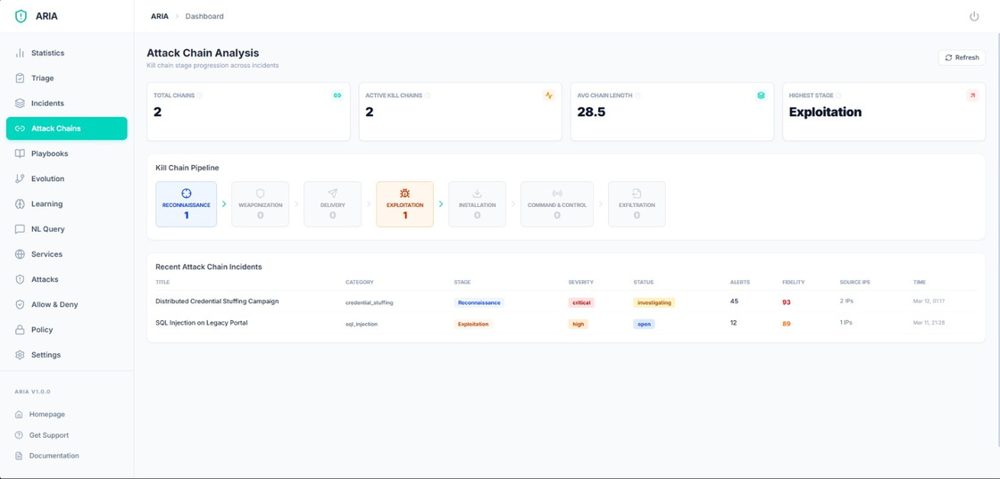 ARIA
ARIA > Dashboard
Statistics
Triage
Incidents
Attack Chains
Playbooks
Evolution
Learning
NL Query
Services
Attacks
Allow & Deny
Policy
Settings
ARIA V1.0.0
Homepage
Get Support
Documentation
Attack Chain Analysis
Kill chain stage progression across incidents
Refresh
TOTAL CHAINS
2
ACTIVE KILL CHAINS
2
AVG CHAIN LENGTH
28.5
HIGHEST STAGE
Exploitation
Kill Chain Pipeline
RECONNAISSANCE
1
WEAPONIZATION
0
DELIVERY
0
EXPLOITATION
1
INSTALLATION
0
COMMAND & CONTROL
0
EXFILTRATION
0
Recent Attack Chain Incidents
TITLE CATEGORY STAGE SEVERITY STATUS ALERTS FIDELITY SOURCE IPS TIME
Distributed Credential Stuffing Campaign credential_stuffing Reconnaissance critical investigating 45 93 2 IPs Mar 12, 01:17
SQL Injection on Legacy Portal sql_injection Exploitation high open 12 89 1 IPs Mar 11, 21:28